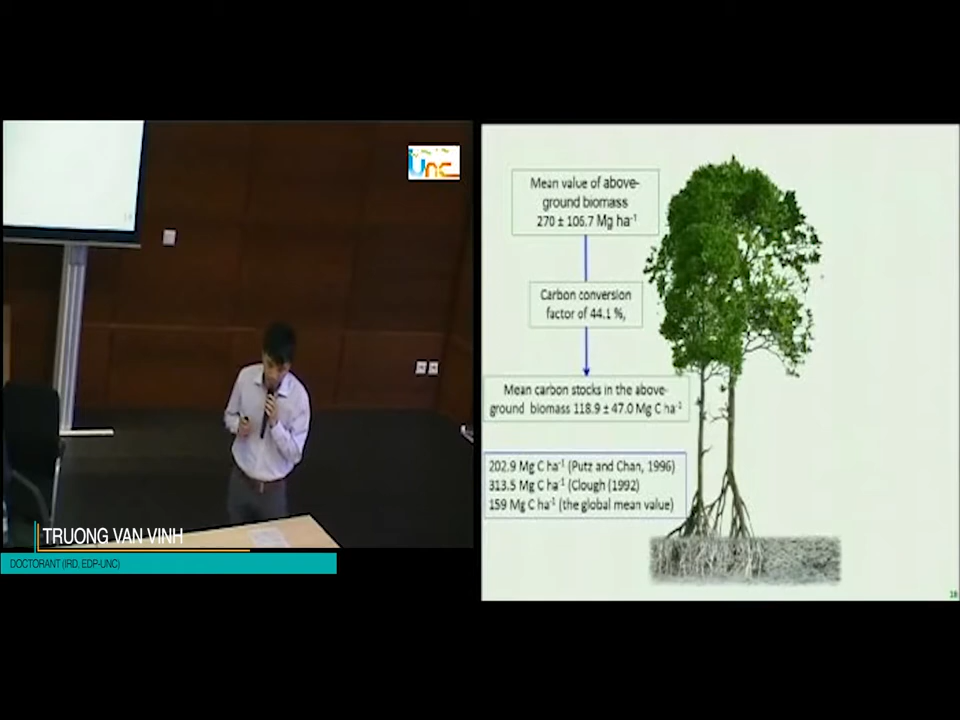 Unc
TRUONG VAN VINH
DOCTORANT (IRD, EDP-UNC)
Mean value of above-
ground biomass
270 ± 106.7 Mg ha⁻¹
Carbon conversion
factor of 44.1 %,
Mean carbon stocks in the above-
ground biomass 118.9 ± 47.0 Mg C ha⁻¹
202.9 Mg C ha⁻¹ (Putz and Chan, 1996)
313.5 Mg C ha⁻¹ (Clough (1992)
159 Mg C ha⁻¹ (the global mean value)
18